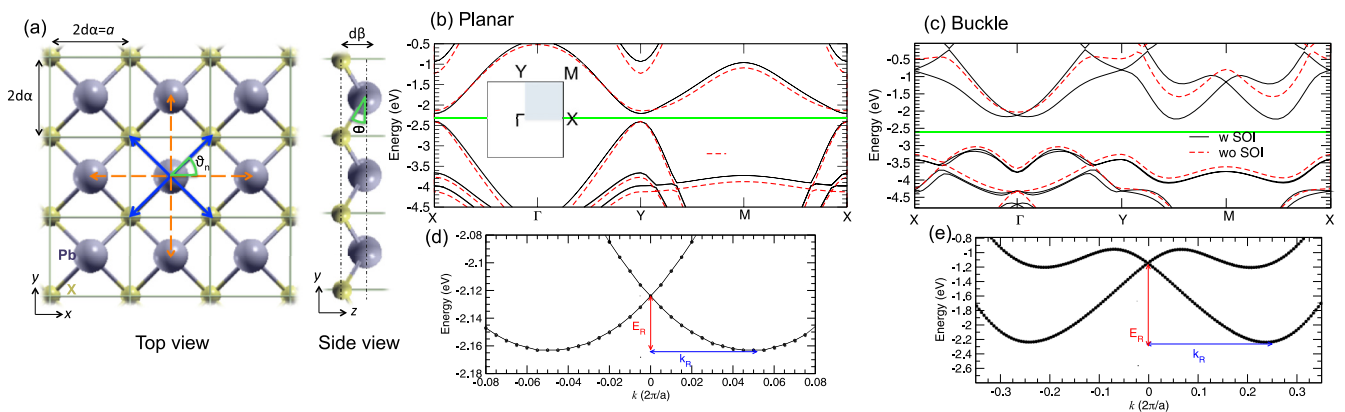 (a)
2dα=a
2dα
ϑn
Pb
X
y
x
Top view
dβ
θ
y
z
Side view
(b) Planar
-0.5
-1
-1.5
-2
-2.5
-3
-3.5
-4
-4.5
Energy (eV)
Y
M
Γ
X
X
Γ
Y
M
X
(c) Buckle
-0.5
-1
-1.5
-2
-2.5
-3
-3.5
-4
-4.5
Energy (eV)
w SOI
wo SOI
X
Γ
Y
M
X
(d)
-2.08
-2.1
-2.12
-2.14
-2.16
-2.18
Energy (eV)
ER
kR
-0.08
-0.06
-0.04
-0.02
0
0.02
0.04
0.06
0.08
k (2π/a)
(e)
-0.8
-1
-1.2
-1.4
-1.6
-1.8
-2
-2.2
-2.4
-2.6
Energy (eV)
ER
kR
-0.3
-0.2
-0.1
0
0.1
0.2
0.3
k (2π/a)